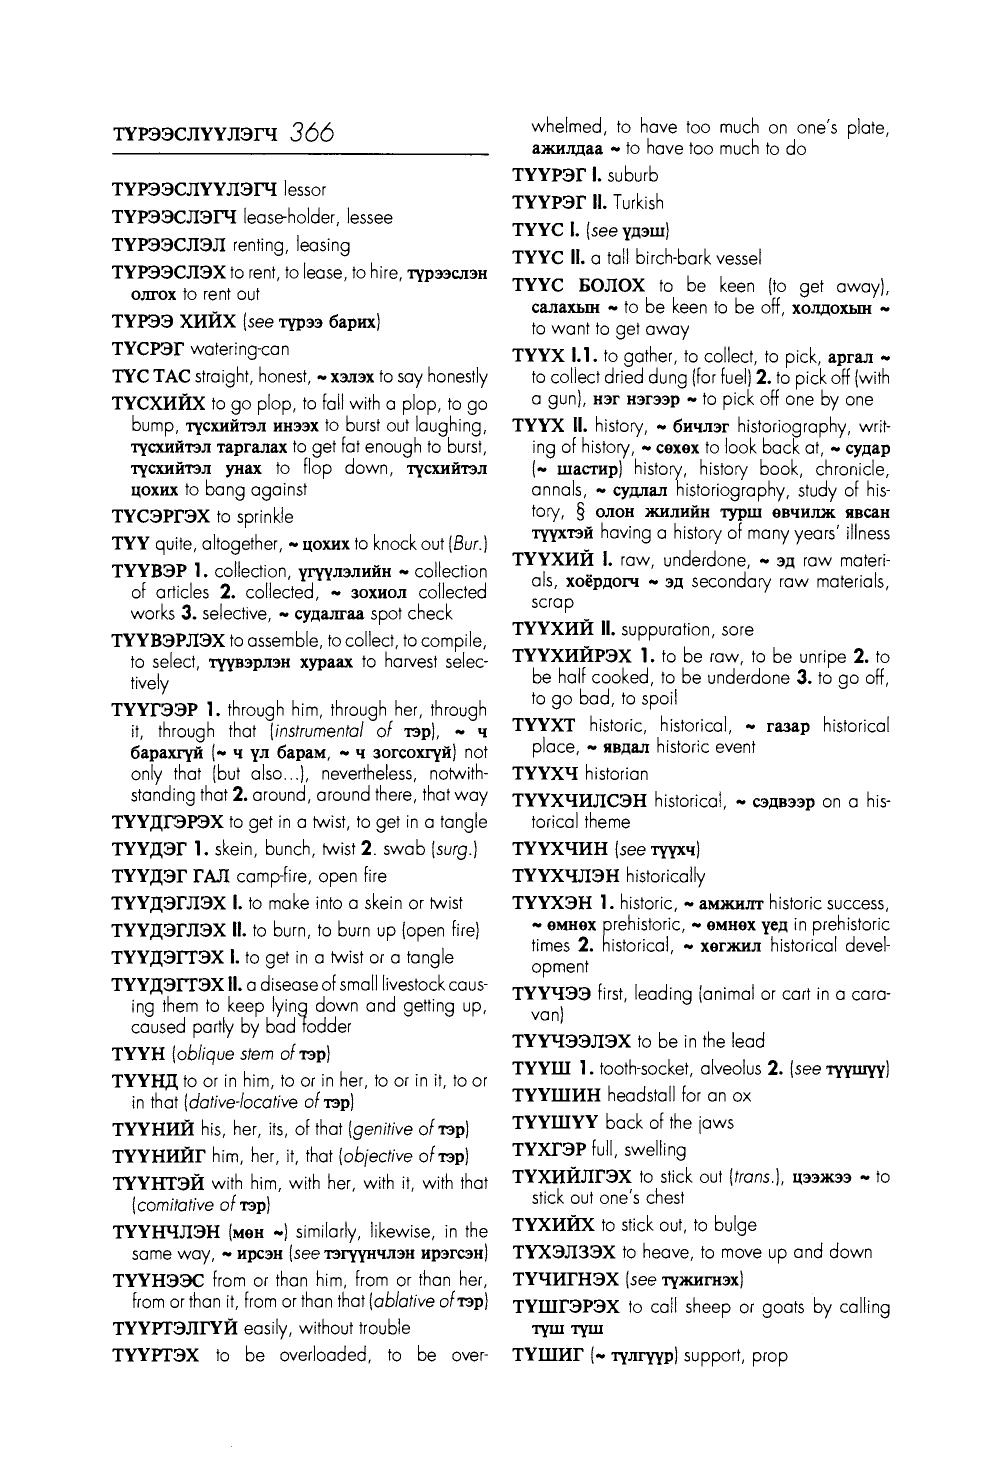 ТҮРЭЭСЛҮҮЛЭГЧ 366
ТҮРЭЭСЛҮҮЛЭГЧ lessor
ТҮРЭЭСЛЭГЧ lease-holder, lessee
ТҮРЭЭСЛЭЛ renting, leasing
ТҮРЭЭСЛЭХ to rent, to lease, to hire, түрээслэн
олгох to rent out
ТҮРЭЭ ХИЙХ (see түрээ барих)
ТҮСРЭГ watering-can
ТҮС ТАС straight, honest, ~ хэлэх to say honestly
ТҮСХИЙХ to go plop, to fall with a plop, to go
bump, түсхийтэл инээх to burst out laughing,
түсхийтэл таргалах to get fat enough to burst,
түсхийтэл унах to flop down, түсхийтэл
цохих to bang against
ТҮСЭРГЭХ to sprinkle
ТҮҮ quite, altogether, ~ цохих to knock out (Bur.)
ТҮҮВЭР 1. collection, үгүүлэлийн ~ collection
of articles 2. collected, ~ зохиол collected
works 3. selective, ~ судалгаа spot check
ТҮҮВЭРЛЭХ to assemble, to collect, to compile,
to select, түүвэрлэн хураах to harvest selec-
tively
ТҮҮГЭЭР 1. through him, through her, through
it, through that (instrumental of тэр), ~ ч
барахгүй (~ ч үл барам, ~ ч зогсохгүй) not
only that (but also...), nevertheless, notwith-
standing that 2. around, around there, that way
ТҮҮДГЭРЭХ to get in a twist, to get in a tangle
ТҮҮДЭГ 1. skein, bunch, twist 2. swab (surg.)
ТҮҮДЭГ ГАЛ camp-fire, open fire
ТҮҮДЭГЛЭХ I. to make into a skein or twist
ТҮҮДЭГЛЭХ II. to burn, to burn up (open fire)
ТҮҮДЭГТЭХ I. to get in a twist or a tangle
ТҮҮДЭГТЭХ II. a disease of small livestock caus-
ing them to keep lying down and getting up,
caused partly by bad fodder
ТҮҮН (oblique stem of тэр)
ТҮҮНД to or in him, to or in her, to or in it, to or
in that (dative-locative of тэр)
ТҮҮНИЙ his, her, its, of that (genitive of тэр)
ТҮҮНИЙГ him, her, it, that (objective of тэр)
ТҮҮНТЭЙ with him, with her, with it, with that
(comitative of тэр)
ТҮҮНЧЛЭН (мөн ~) similarly, likewise, in the
same way, ~ ирсэн (see тэгүүнчлэн ирэгсэн)
ТҮҮНЭЭС from or than him, from or than her,
from or than it, from or than that (ablative of тэр)
ТҮҮРТЭЛГҮЙ easily, without trouble
ТҮҮРТЭХ to be overloaded, to be over-
whelmed, to have too much on one's plate,
ажилдаа ~ to have too much to do
ТҮҮРЭГ I. suburb
ТҮҮРЭГ II. Turkish
ТҮҮС I. (see үдэш)
ТҮҮС II. a tall birch-bark vessel
ТҮҮС БОЛОХ to be keen (to get away),
салахын ~ to be keen to be off, холдохын ~
to want to get away
ТҮҮХ I.1. to gather, to collect, to pick, аргал ~
to collect dried dung (for fuel) 2. to pick off (with
a gun), нэг нэгээр ~ to pick off one by one
ТҮҮХ II. history, ~ бичлэг historiography, writ-
ing of history, ~ сөхөх to look back at, ~ судар
(~ шастир) history, history book, chronicle,
annals, ~ судлал historiography, study of his-
tory, § олон жилийн турш өвчилж явсан
түүхтэй having a history of many years' illness
ТҮҮХИЙ I. raw, underdone, ~ эд raw materi-
als, хоёрдогч ~ эд secondary raw materials,
scrap
ТҮҮХИЙ II. suppuration, sore
ТҮҮХИЙРЭХ 1. to be raw, to be unripe 2. to
be half cooked, to be underdone 3. to go off,
to go bad, to spoil
ТҮҮХТ historic, historical, ~ газар historical
place, ~ явдал historic event
ТҮҮХЧ historian
ТҮҮХЧИЛСЭН historical, ~ сэдвээр on a his-
torical theme
ТҮҮХЧИН (see түүхч)
ТҮҮХЧЛЭН historically
ТҮҮХЭН 1. historic, ~ амжилт historic success,
~ өмнөх prehistoric, ~ өмнөх үед in prehistoric
times 2. historical, ~ хөгжил historical devel-
opment
ТҮҮЧЭЭ first, leading (animal or cart in a cara-
van)
ТҮҮЧЭЭЛЭХ to be in the lead
ТҮҮШ 1. tooth-socket, alveolus 2. (see түүшүү)
ТҮҮШИН headstall for an ox
ТҮҮШҮҮ back of the jaws
ТҮХГЭР full, swelling
ТҮХИЙЛГЭХ to stick out (trans.), цээжээ ~ to
stick out one's chest
ТҮХИЙХ to stick out, to bulge
ТҮХЭЛЗЭХ to heave, to move up and down
ТҮЧИГНЭХ (see түжигнэх)
ТҮШГЭРЭХ to call sheep or goats by calling
түш түш
ТҮШИГ (~ түлгүүр) support, prop